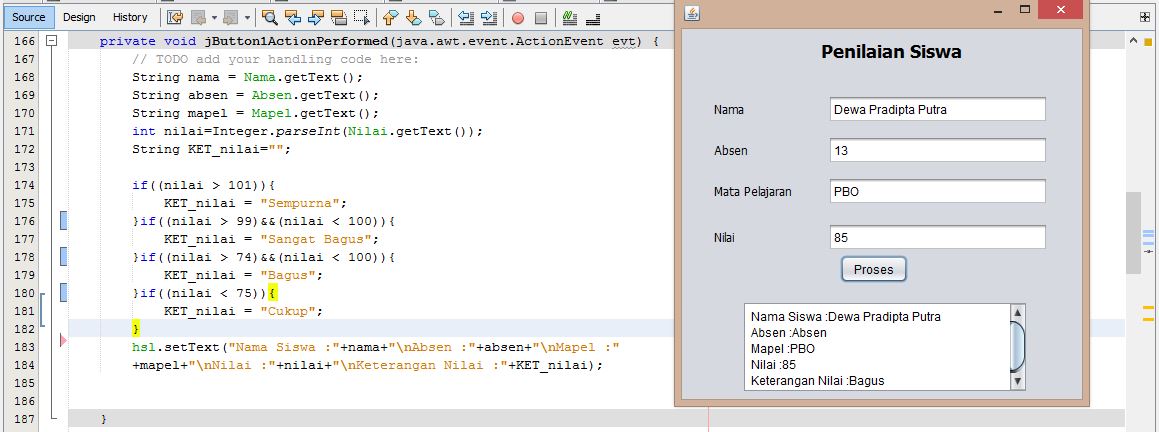 Source Design History
166 private void jButton1ActionPerformed(java.awt.event.ActionEvent evt) {
167 // TODO add your handling code here:
168 String nama = Nama.getText();
169 String absen = Absen.getText();
170 String mapel = Mapel.getText();
171 int nilai=Integer.parseInt(Nilai.getText());
172 String KET_nilai="";
173
174 if((nilai > 101)){
175 KET_nilai = "Sempurna";
176 }if((nilai > 99)&&(nilai < 100)){
177 KET_nilai = "Sangat Bagus";
178 }if((nilai > 74)&&(nilai < 100)){
179 KET_nilai = "Bagus";
180 }if((nilai < 75)){
181 KET_nilai = "Cukup";
182 }
183 hsl.setText("Nama Siswa :"+nama+"\nAbsen :"+absen+"\nMapel :"
184 +mapel+"\nNilai :"+nilai+"\nKeterangan Nilai :"+KET_nilai);
185
186
187 }
Penilaian Siswa
Nama Dewa Pradipta Putra
Absen 13
Mata Pelajaran PBO
Nilai 85
Proses
Nama Siswa :Dewa Pradipta Putra
Absen :Absen
Mapel :PBO
Nilai :85
Keterangan Nilai :Bagus